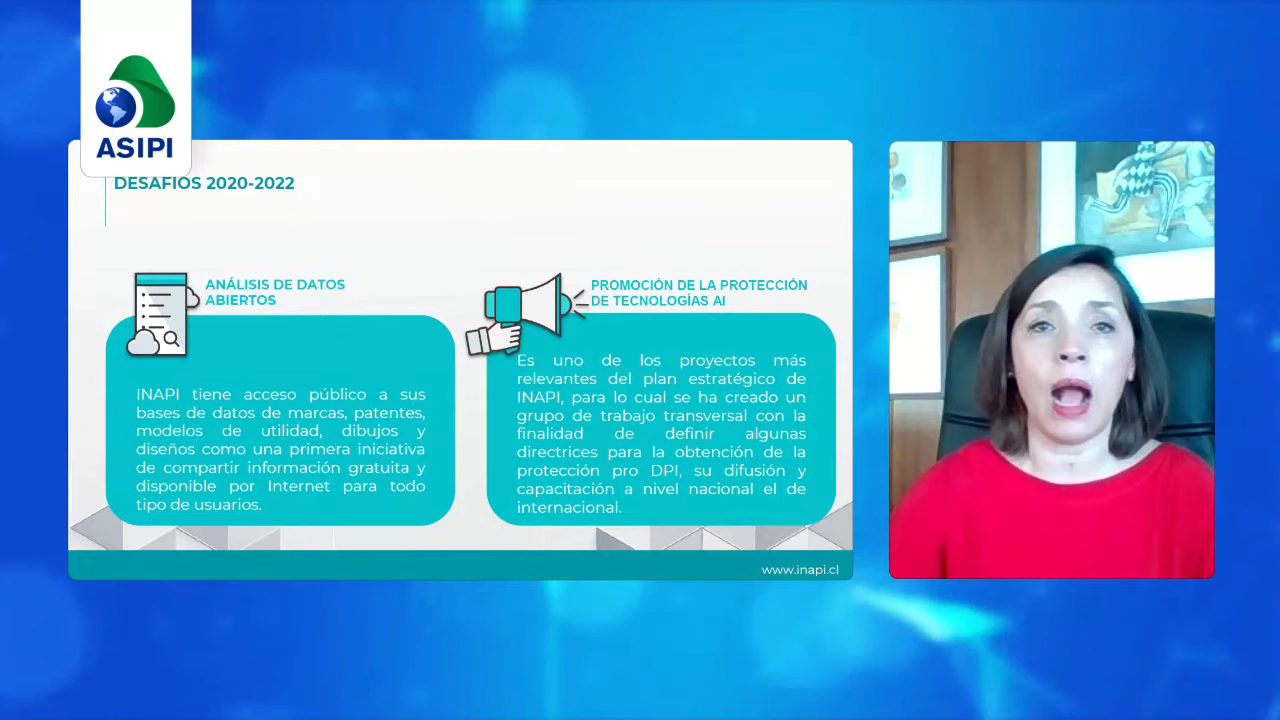 ASIPI
DESAFIOS 2020-2022
ANÁLISIS DE DATOS
ABIERTOS
INAPI tiene acceso público a sus
bases de datos de marcas, patentes,
modelos de utilidad, dibujos y
diseños como una primera iniciativa
de compartir información gratuita y
disponible por Internet para todo
tipo de usuarios.
PROMOCIÓN DE LA PROTECCIÓN
DE TECNOLOGÍAS AI
Es uno de los proyectos más
relevantes del plan estratégico de
INAPI, para lo cual se ha creado un
grupo de trabajo transversal con la
finalidad de definir algunas
directrices para la obtención de la
protección pro DPI, su difusión y
capacitación a nivel nacional el de
internacional.
www.inapi.cl